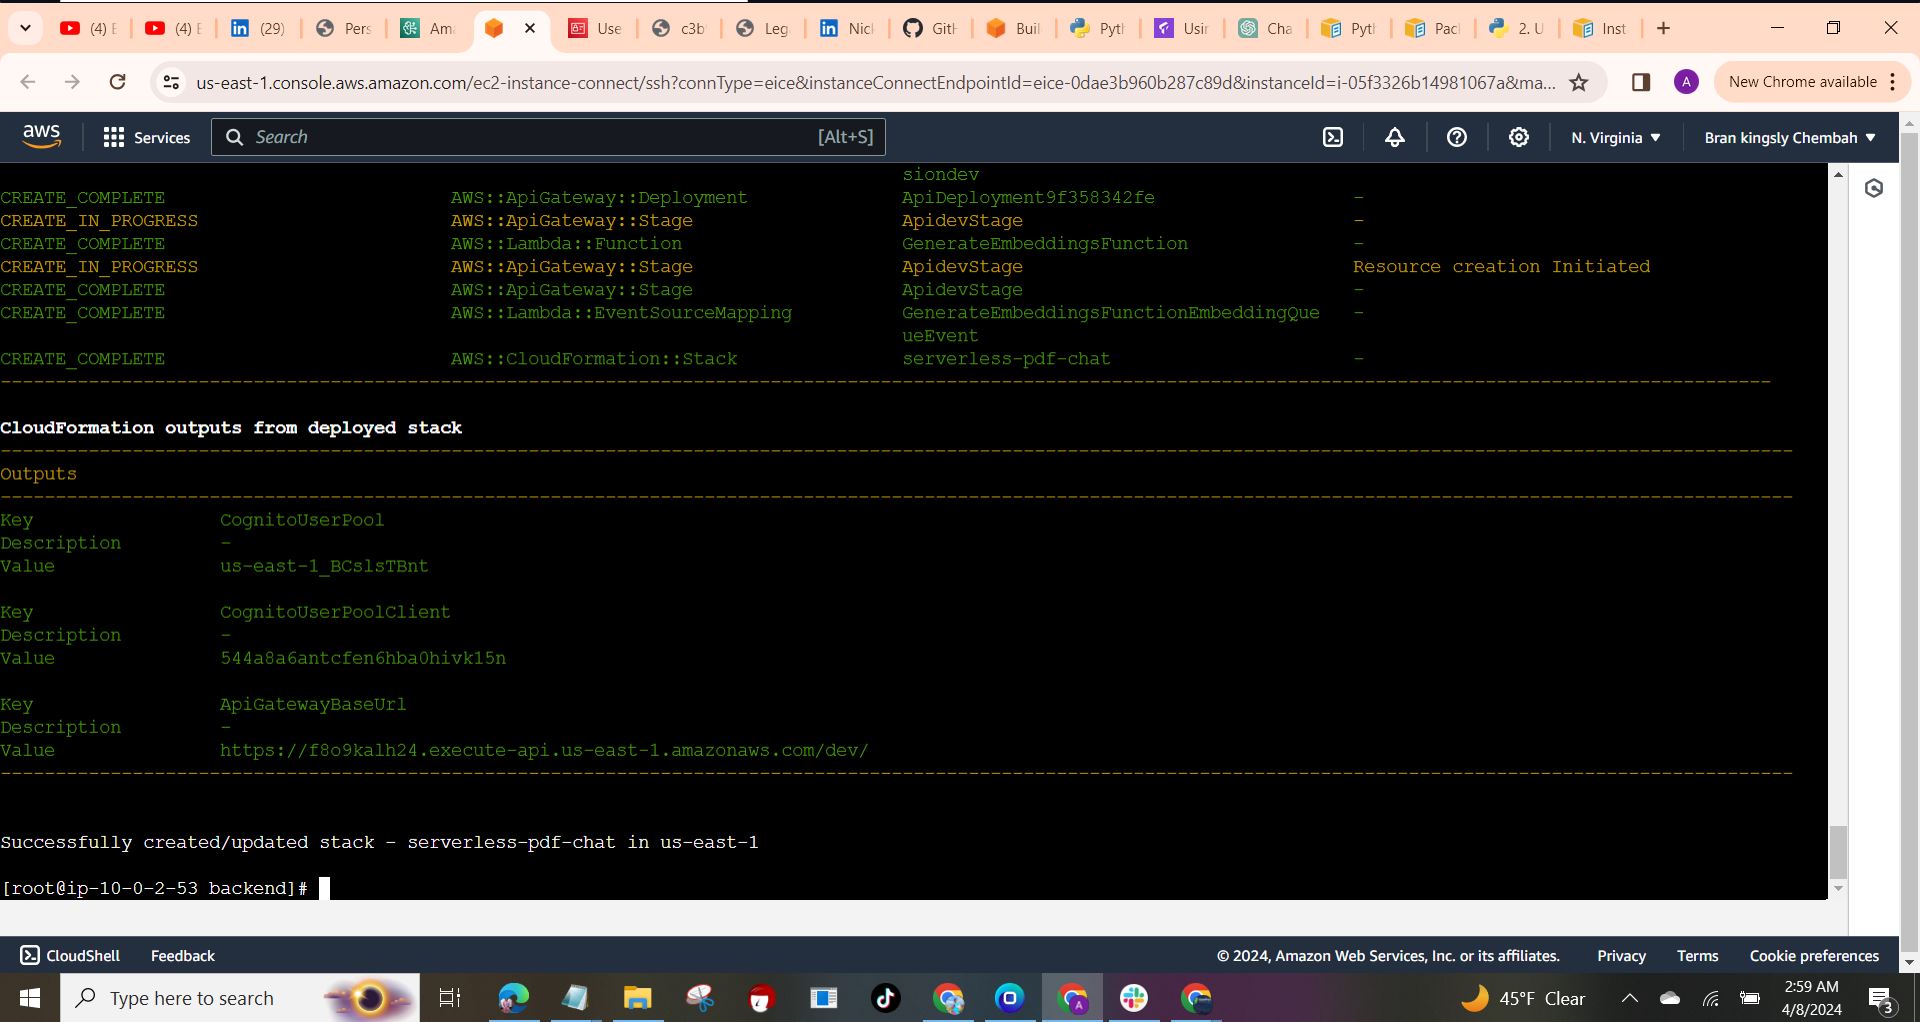 (4) E
(4) E
(29)
Pers
Am
Use
c3b
Leg
Nic
Gith
Buil
Pyth
Usir
Cha
Pyth
Pacl
2. U
Inst
us-east-1.console.aws.amazon.com/ec2-instance-connect/ssh?connType=eice&instanceConnectEndpointId=eice-0dae3b960b287c89d&instanceId=i-05f3326b14981067a&ma...
A
New Chrome available
aws
Services
Search
[Alt+S]
N. Virginia
Bran kingsly Chembah
siondev
CREATE_COMPLETE AWS::ApiGateway::Deployment ApiDeployment9f358342fe -
CREATE_IN_PROGRESS AWS::ApiGateway::Stage ApidevStage -
CREATE_COMPLETE AWS::Lambda::Function GenerateEmbeddingsFunction -
CREATE_IN_PROGRESS AWS::ApiGateway::Stage ApidevStage Resource creation Initiated
CREATE_COMPLETE AWS::ApiGateway::Stage ApidevStage -
CREATE_COMPLETE AWS::Lambda::EventSourceMapping GenerateEmbeddingsFunctionEmbeddingQue -
ueEvent
CREATE_COMPLETE AWS::CloudFormation::Stack serverless-pdf-chat -
CloudFormation outputs from deployed stack
Outputs
Key CognitoUserPool
Description -
Value us-east-1_BCslsTBnt
Key CognitoUserPoolClient
Description -
Value 544a8a6antcfen6hba0hivk15n
Key ApiGatewayBaseUrl
Description -
Value https://f8o9kalh24.execute-api.us-east-1.amazonaws.com/dev/
Successfully created/updated stack - serverless-pdf-chat in us-east-1
[root@ip-10-0-2-53 backend]#
CloudShell
Feedback
© 2024, Amazon Web Services, Inc. or its affiliates.
Privacy
Terms
Cookie preferences
Type here to search
45°F Clear
2:59 AM
4/8/2024
3